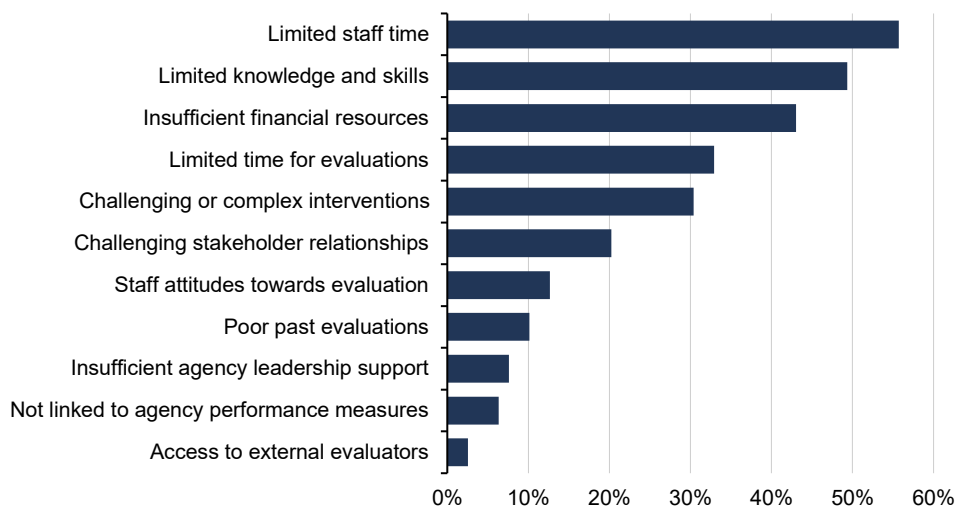 Limited staff time
Limited knowledge and skills
Insufficient financial resources
Limited time for evaluations
Challenging or complex interventions
Challenging stakeholder relationships
Staff attitudes towards evaluation
Poor past evaluations
Insufficient agency leadership support
Not linked to agency performance measures
Access to external evaluators
0% 10% 20% 30% 40% 50% 60%